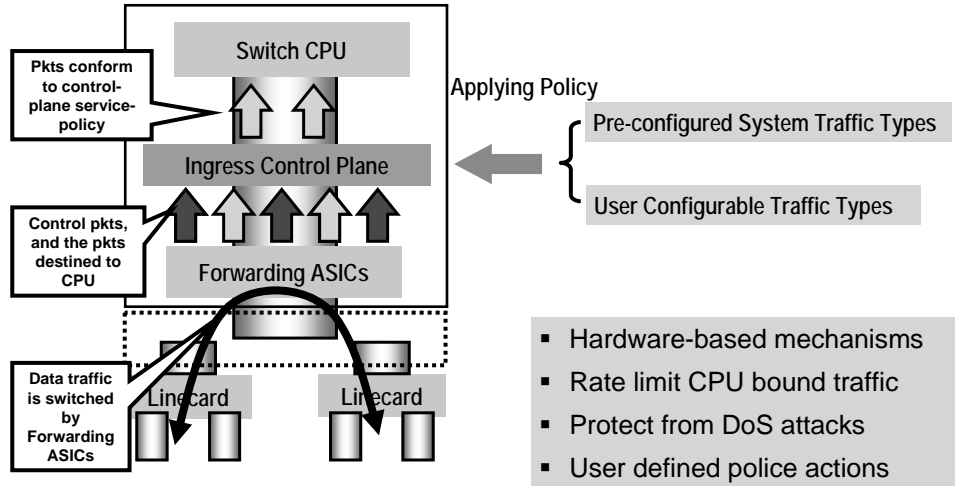 Switch CPU
Pkts conform
to control-
plane service-
policy
Applying Policy
Pre-configured System Traffic Types
Ingress Control Plane
User Configurable Traffic Types
Control pkts,
and the pkts
destined to
CPU
Forwarding ASICs
Data traffic
is switched
by
Forwarding
ASICs
Linecard
Linecard
▪ Hardware-based mechanisms
▪ Rate limit CPU bound traffic
▪ Protect from DoS attacks
▪ User defined police actions